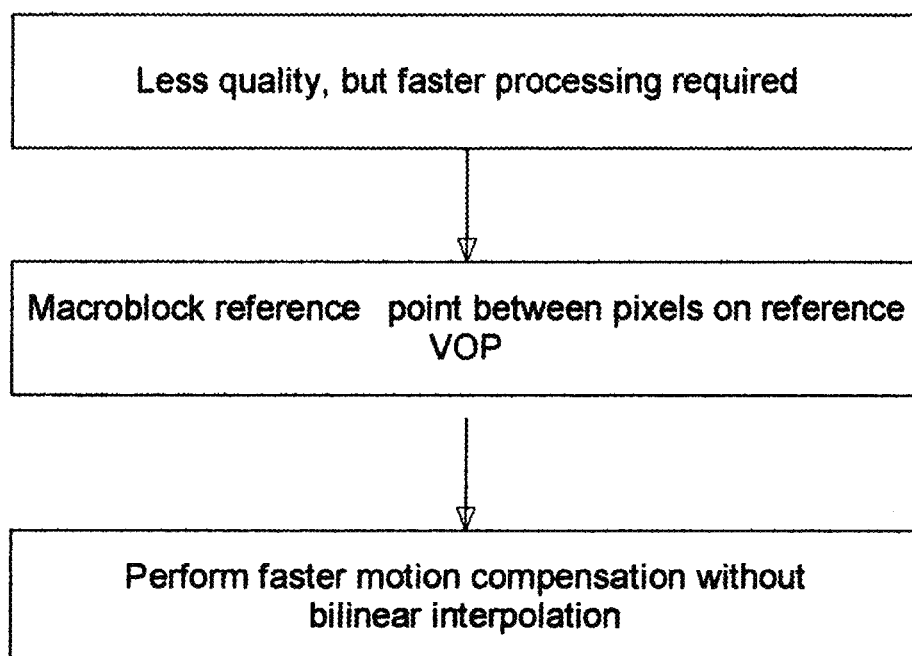 Less quality, but faster processing required
Macroblock reference point between pixels on reference
VOP
Perform faster motion compensation without
bilinear interpolation